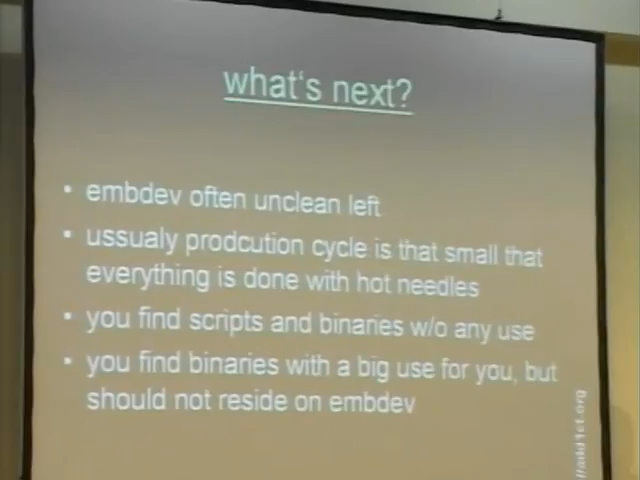 what's next?
• embdev often unclean left
• ussualy prodcution cycle is that small that
everything is done with hot needles
• you find scripts and binaries w/o any use
• you find binaries with a big use for you, but
should not reside on embdev